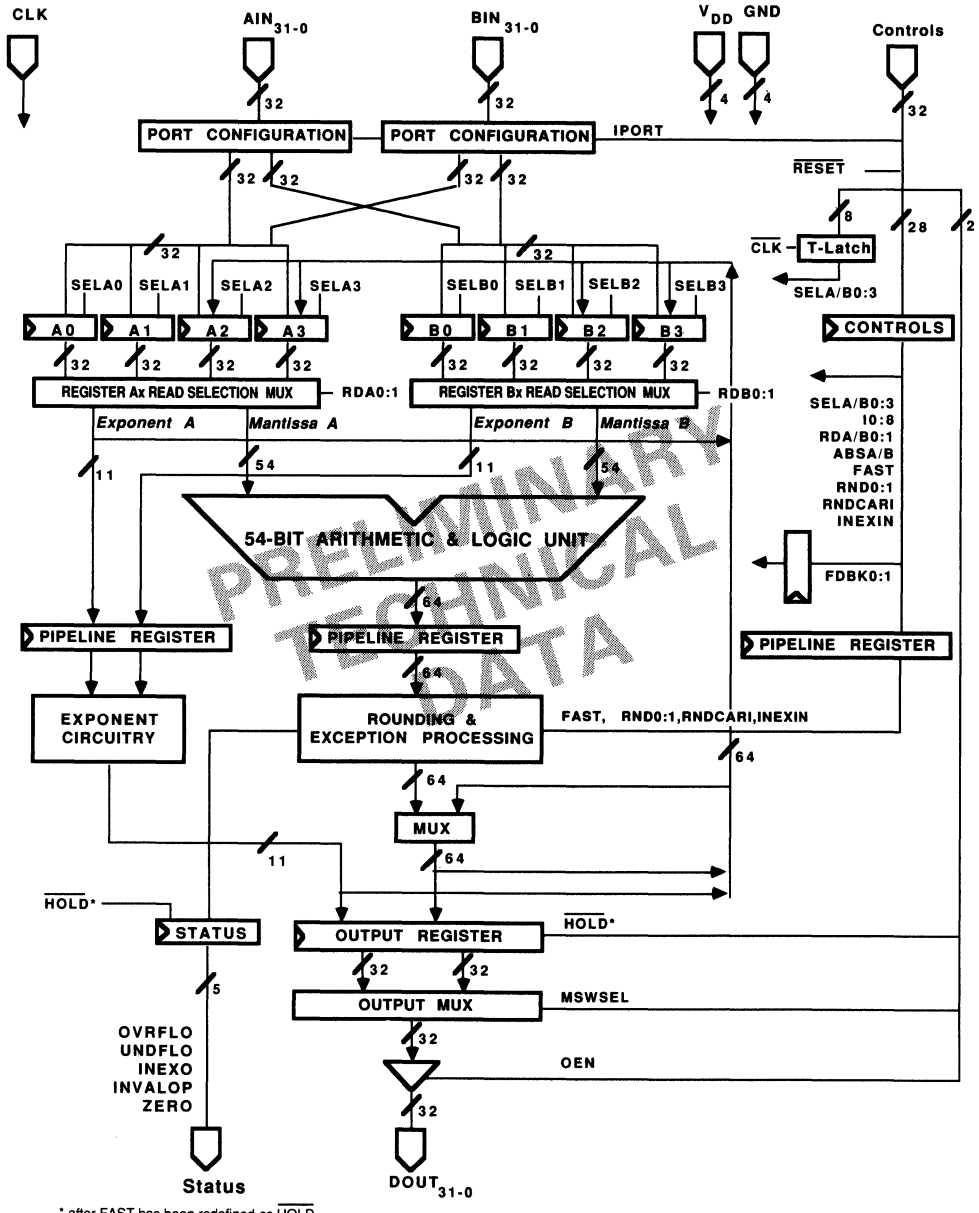 CLK
AIN31-0
BIN31-0
VDD GND
Controls
32
32
4
4
32
PORT CONFIGURATION
PORT CONFIGURATION
IPORT
RESET
32
32
32
32
8
28
2
CLK
T-Latch
SELA/B0:3
32
32
SELA0
SELA1
SELA2
SELA3
SELB0
SELB1
SELB2
SELB3
A0
A1
A2
A3
B0
B1
B2
B3
CONTROLS
32
32
32
32
32
32
32
32
REGISTER Ax READ SELECTION MUX
RDA0:1
REGISTER Bx READ SELECTION MUX
RDB0:1
Exponent A
Mantissa A
Exponent B
Mantissa B
SELA/B0:3
I0:8
RDA/B0:1
ABSA/B
FAST
RND0:1
RNDCARI
INEXIN
11
54
11
54
54-BIT ARITHMETIC & LOGIC UNIT
PRELIMINARY
TECHNICAL
DATA
FDBK0:1
64
PIPELINE REGISTER
PIPELINE REGISTER
PIPELINE REGISTER
64
EXPONENT
CIRCUITRY
ROUNDING &
EXCEPTION PROCESSING
FAST, RND0:1,RNDCARI,INEXIN
64
64
MUX
11
64
HOLD*
STATUS
OUTPUT REGISTER
HOLD*
5
32
32
OUTPUT MUX
MSWSEL
OVRFLO
UNDFLO
INEXO
INVALOP
ZERO
32
OEN
32
Status
DOUT31-0
* after FAST has been redefined as HOLD